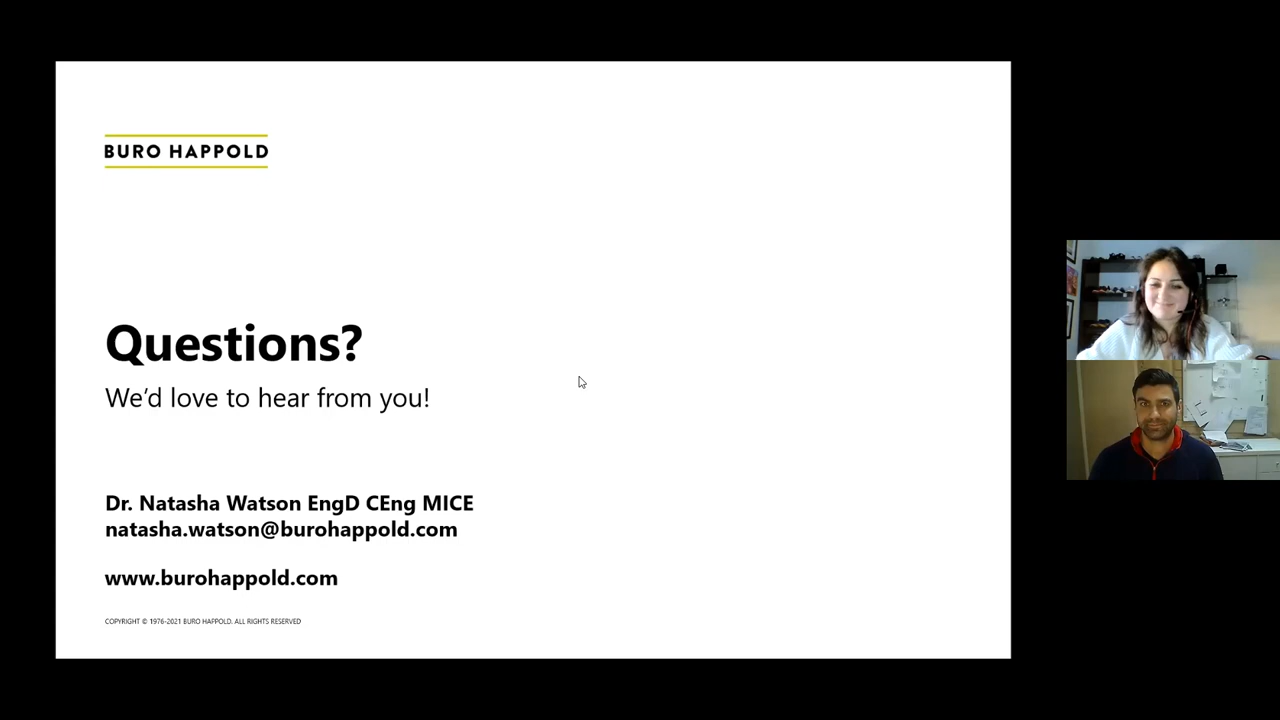 BURO HAPPOLD
Questions?
We’d love to hear from you!
Dr. Natasha Watson EngD CEng MICE
natasha.watson@burohappold.com
www.burohappold.com
COPYRIGHT © 1976-2021 BURO HAPPOLD. ALL RIGHTS RESERVED